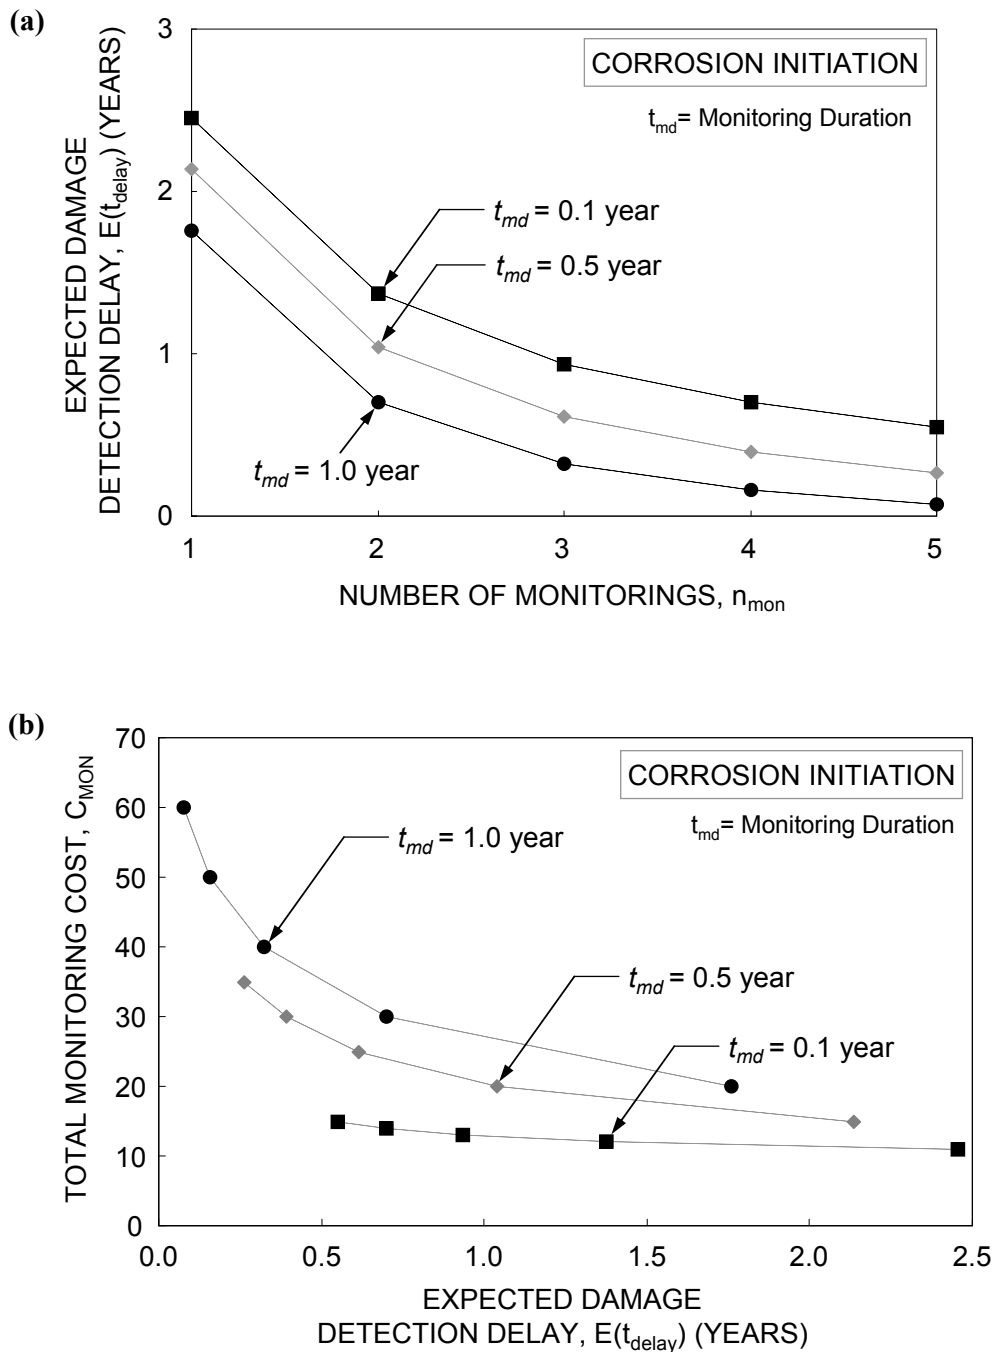 (a)
EXPECTED DAMAGE
DETECTION DELAY, E(t_delay) (YEARS)
3
2
1
0
CORROSION INITIATION
t_md= Monitoring Duration
t_md = 0.1 year
t_md = 0.5 year
t_md = 1.0 year
1 2 3 4 5
NUMBER OF MONITORINGS, n_mon
(b)
TOTAL MONITORING COST, C_MON
70
60
50
40
30
20
10
0
CORROSION INITIATION
t_md= Monitoring Duration
t_md = 1.0 year
t_md = 0.5 year
t_md = 0.1 year
0.0 0.5 1.0 1.5 2.0 2.5
EXPECTED DAMAGE
DETECTION DELAY, E(t_delay) (YEARS)